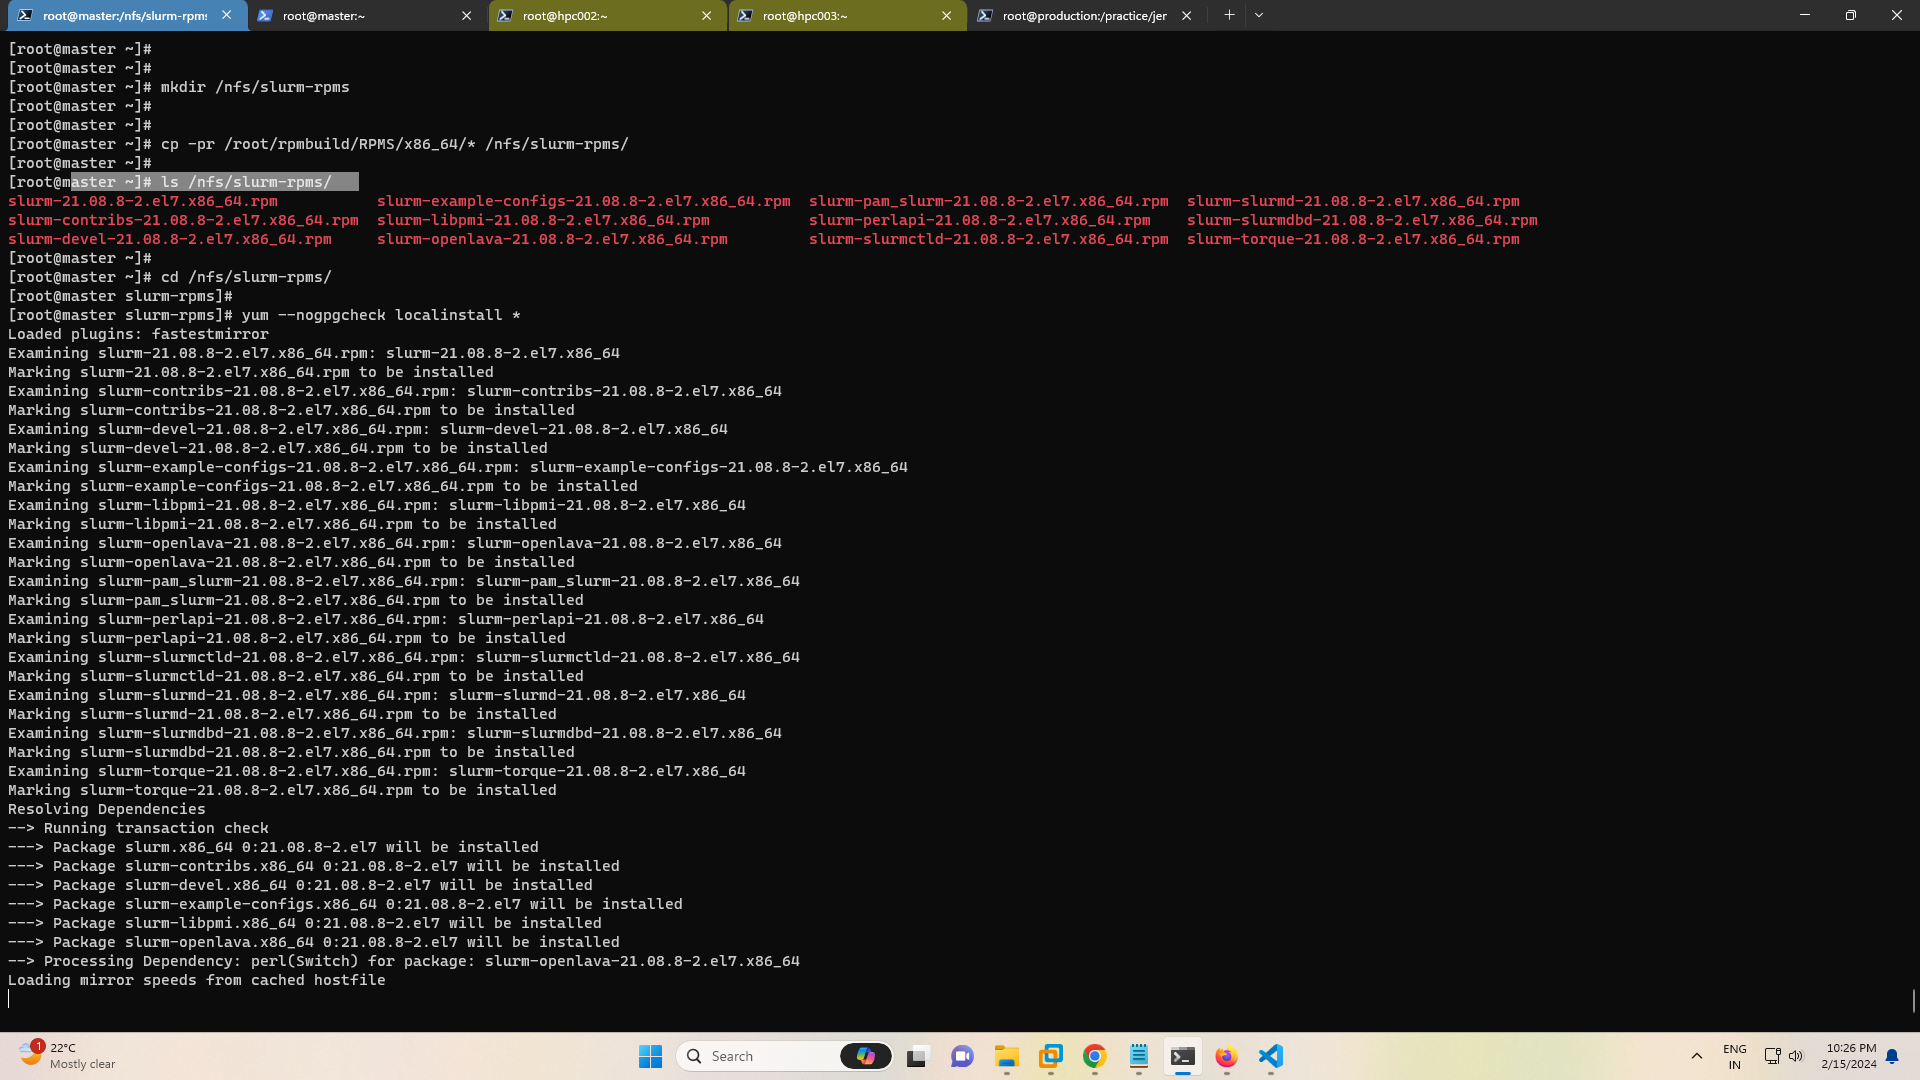 root@master:/nfs/slurm-rpms
root@master:~
root@hpc002:~
root@hpc003:~
root@production:/practice/jer
[root@master ~]#
[root@master ~]#
[root@master ~]# mkdir /nfs/slurm-rpms
[root@master ~]#
[root@master ~]#
[root@master ~]# cp -pr /root/rpmbuild/RPMS/x86_64/* /nfs/slurm-rpms/
[root@master ~]#
[root@master ~]# ls /nfs/slurm-rpms/
slurm-21.08.8-2.el7.x86_64.rpm slurm-example-configs-21.08.8-2.el7.x86_64.rpm slurm-pam_slurm-21.08.8-2.el7.x86_64.rpm slurm-slurmd-21.08.8-2.el7.x86_64.rpm
slurm-contribs-21.08.8-2.el7.x86_64.rpm slurm-libpmi-21.08.8-2.el7.x86_64.rpm slurm-perlapi-21.08.8-2.el7.x86_64.rpm slurm-slurmdbd-21.08.8-2.el7.x86_64.rpm
slurm-devel-21.08.8-2.el7.x86_64.rpm slurm-openlava-21.08.8-2.el7.x86_64.rpm slurm-slurmctld-21.08.8-2.el7.x86_64.rpm slurm-torque-21.08.8-2.el7.x86_64.rpm
[root@master ~]#
[root@master ~]# cd /nfs/slurm-rpms/
[root@master slurm-rpms]#
[root@master slurm-rpms]# yum --nogpgcheck localinstall *
Loaded plugins: fastestmirror
Examining slurm-21.08.8-2.el7.x86_64.rpm: slurm-21.08.8-2.el7.x86_64
Marking slurm-21.08.8-2.el7.x86_64.rpm to be installed
Examining slurm-contribs-21.08.8-2.el7.x86_64.rpm: slurm-contribs-21.08.8-2.el7.x86_64
Marking slurm-contribs-21.08.8-2.el7.x86_64.rpm to be installed
Examining slurm-devel-21.08.8-2.el7.x86_64.rpm: slurm-devel-21.08.8-2.el7.x86_64
Marking slurm-devel-21.08.8-2.el7.x86_64.rpm to be installed
Examining slurm-example-configs-21.08.8-2.el7.x86_64.rpm: slurm-example-configs-21.08.8-2.el7.x86_64
Marking slurm-example-configs-21.08.8-2.el7.x86_64.rpm to be installed
Examining slurm-libpmi-21.08.8-2.el7.x86_64.rpm: slurm-libpmi-21.08.8-2.el7.x86_64
Marking slurm-libpmi-21.08.8-2.el7.x86_64.rpm to be installed
Examining slurm-openlava-21.08.8-2.el7.x86_64.rpm: slurm-openlava-21.08.8-2.el7.x86_64
Marking slurm-openlava-21.08.8-2.el7.x86_64.rpm to be installed
Examining slurm-pam_slurm-21.08.8-2.el7.x86_64.rpm: slurm-pam_slurm-21.08.8-2.el7.x86_64
Marking slurm-pam_slurm-21.08.8-2.el7.x86_64.rpm to be installed
Examining slurm-perlapi-21.08.8-2.el7.x86_64.rpm: slurm-perlapi-21.08.8-2.el7.x86_64
Marking slurm-perlapi-21.08.8-2.el7.x86_64.rpm to be installed
Examining slurm-slurmctld-21.08.8-2.el7.x86_64.rpm: slurm-slurmctld-21.08.8-2.el7.x86_64
Marking slurm-slurmctld-21.08.8-2.el7.x86_64.rpm to be installed
Examining slurm-slurmd-21.08.8-2.el7.x86_64.rpm: slurm-slurmd-21.08.8-2.el7.x86_64
Marking slurm-slurmd-21.08.8-2.el7.x86_64.rpm to be installed
Examining slurm-slurmdbd-21.08.8-2.el7.x86_64.rpm: slurm-slurmdbd-21.08.8-2.el7.x86_64
Marking slurm-slurmdbd-21.08.8-2.el7.x86_64.rpm to be installed
Examining slurm-torque-21.08.8-2.el7.x86_64.rpm: slurm-torque-21.08.8-2.el7.x86_64
Marking slurm-torque-21.08.8-2.el7.x86_64.rpm to be installed
Resolving Dependencies
--> Running transaction check
---> Package slurm.x86_64 0:21.08.8-2.el7 will be installed
---> Package slurm-contribs.x86_64 0:21.08.8-2.el7 will be installed
---> Package slurm-devel.x86_64 0:21.08.8-2.el7 will be installed
---> Package slurm-example-configs.x86_64 0:21.08.8-2.el7 will be installed
---> Package slurm-libpmi.x86_64 0:21.08.8-2.el7 will be installed
---> Package slurm-openlava.x86_64 0:21.08.8-2.el7 will be installed
--> Processing Dependency: perl(Switch) for package: slurm-openlava-21.08.8-2.el7.x86_64
Loading mirror speeds from cached hostfile
1
22°C
Mostly clear
Search
ENG
IN
10:26 PM
2/15/2024